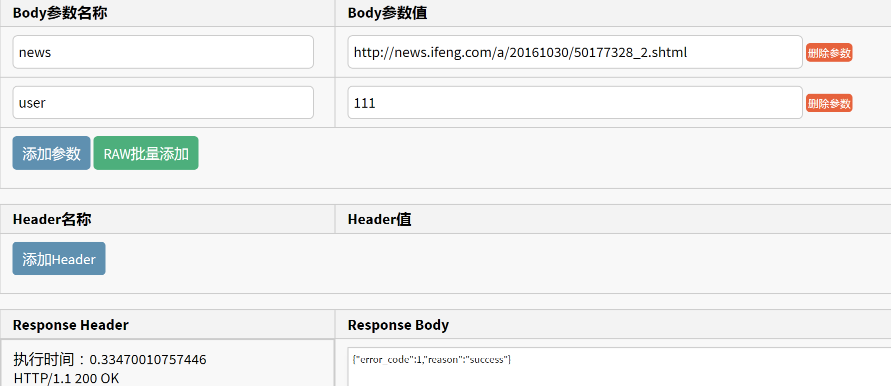 Body参数名称 Body参数值
news http://news.ifeng.com/a/20161030/50177328_2.shtml 删除参数
user 111 删除参数
添加参数 RAW批量添加
Header名称 Header值
添加Header
Response Header Response Body
执行时间：0.33470010757446 {"error_code":1,"reason":"success"}
HTTP/1.1 200 OK